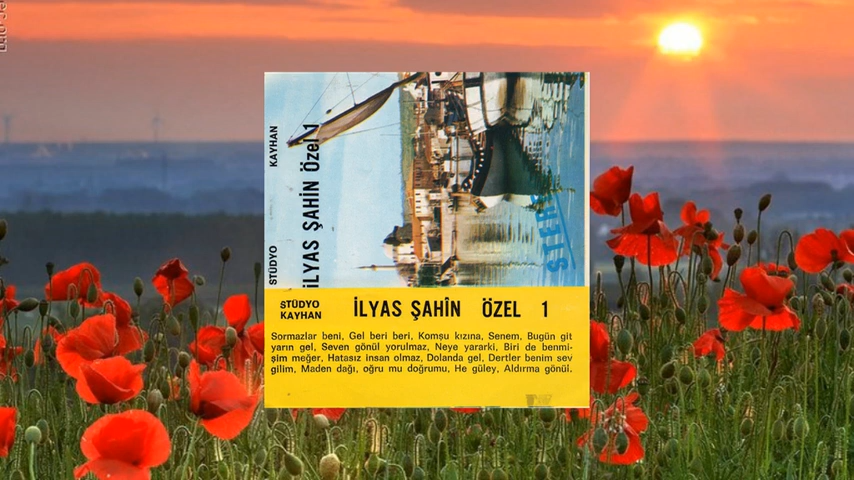 STÜDYO KAYHAN
İLYAS ŞAHİN Özel 1
STÜDYO
KAYHAN
İLYAS ŞAHİN ÖZEL 1
Sormazlar beni, Gel beri beri, Komşu kızına, Senem, Bugün git
yarın gel, Seven gönül yorulmaz, Neye yararki, Biri de benmi-
şim meğer, Hatasız insan olmaz, Dolanda gel, Dertler benim sev
gilim, Maden dağı, oğru mu doğrumu, He güley, Aldırma gönül.